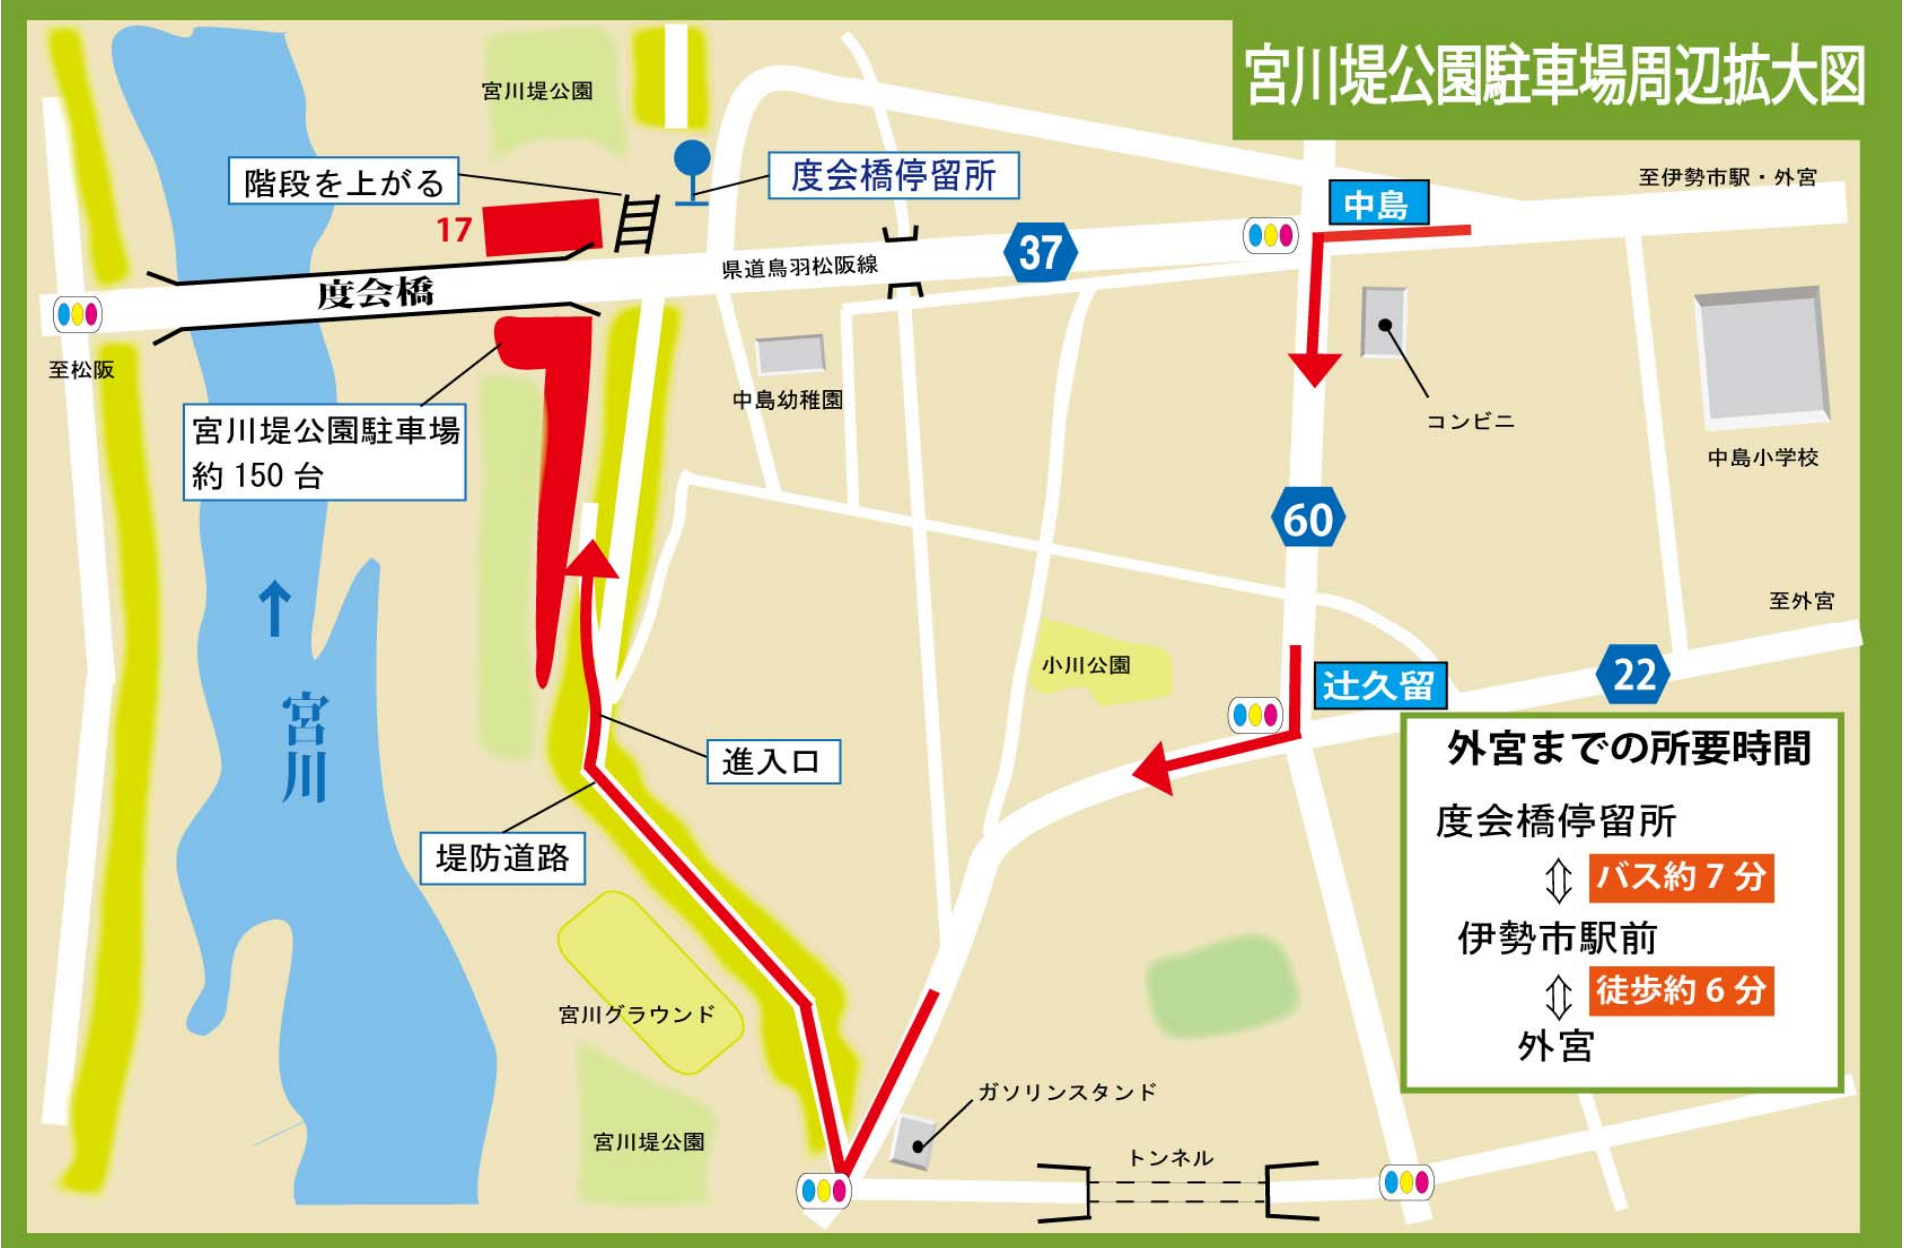 宮川堤公園駐車場周辺拡大図
宮川堤公園
階段を上がる
度会橋停留所
至伊勢市駅・外宮
中島
17
37
県道鳥羽松阪線
度会橋
至松阪
中島幼稚園
コンビニ
中島小学校
宮川堤公園駐車場
約150台
60
至外宮
小川公園
辻久留
22
宮川
進入口
堤防道路
外宮までの所要時間
度会橋停留所
バス約7分
伊勢市駅前
徒歩約6分
外宮
宮川グラウンド
ガソリンスタンド
宮川堤公園
トンネル